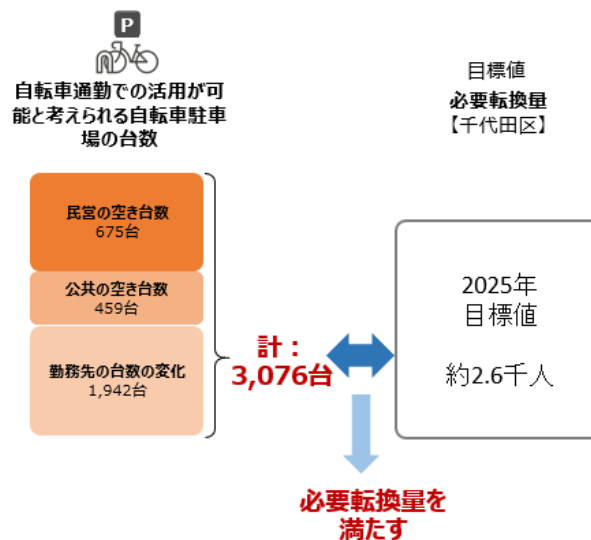 P
自転車通勤での活用が可
能と考えられる自転車駐車
場の台数
民営の空き台数
675台
公共の空き台数
459台
勤務先の台数の変化
1,942台
計：
3,076台
目標値
必要転換量
【千代田区】
2025年
目標値
約2.6千人
必要転換量を
満たす